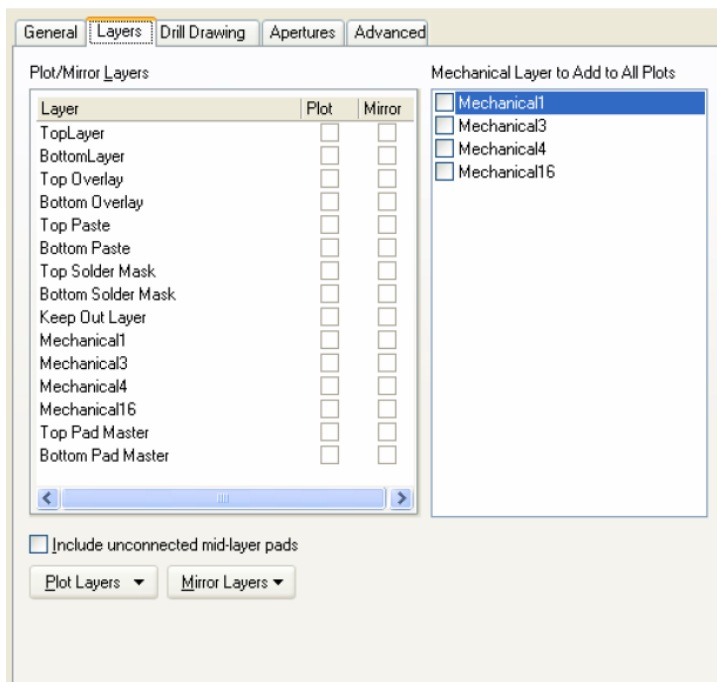 General Layers Drill Drawing Apertures Advanced
Plot/Mirror Layers
Layer Plot Mirror
TopLayer
BottomLayer
Top Overlay
Bottom Overlay
Top Paste
Bottom Paste
Top Solder Mask
Bottom Solder Mask
Keep Out Layer
Mechanical1
Mechanical3
Mechanical4
Mechanical16
Top Pad Master
Bottom Pad Master
Mechanical Layer to Add to All Plots
Mechanical1
Mechanical3
Mechanical4
Mechanical16
Include unconnected mid-layer pads
Plot Layers Mirror Layers